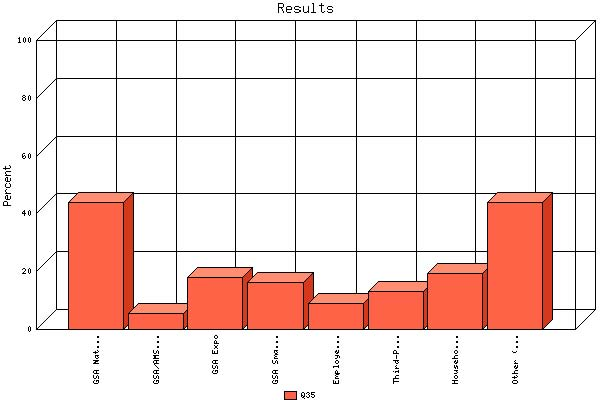 Results
100
80
60
40
20
0
Percent
GSA Nat...
GSA/AMS...
GSA Expo
GSA Sma...
Employe...
Third-P...
Househo...
Other (...
Q35